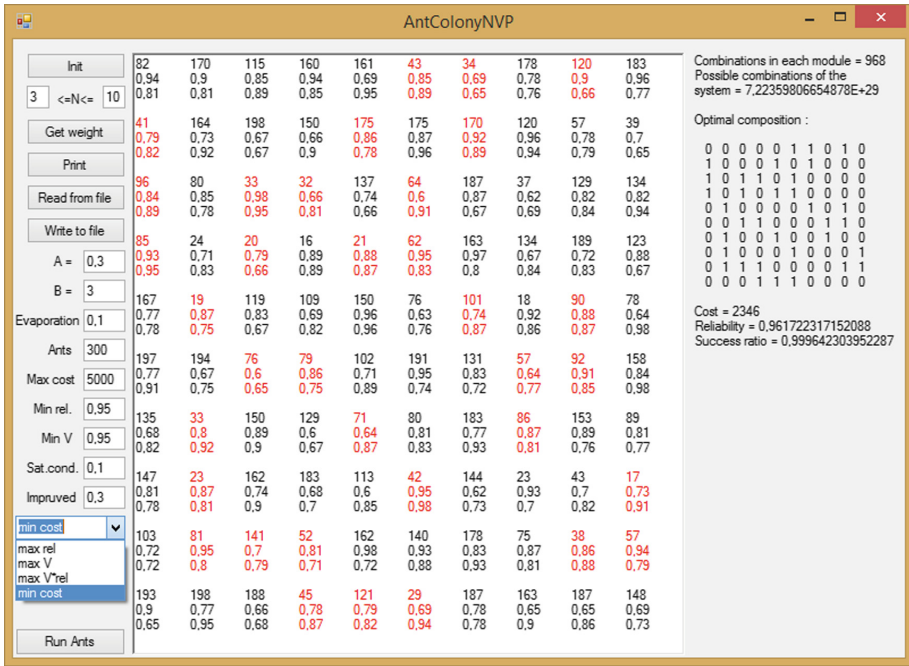 AntColonyNVP
Init
3 <=N<= 10
Get weight
Print
Read from file
Write to file
A = 0,3
B = 3
Evaporation 0,1
Ants 300
Max cost 5000
Min rel. 0,95
Min V 0,95
Sat.cond. 0,1
Impruved 0,3
min cost
max rel
max V
max V*rel
min cost
Run Ants
82 170 115 160 161 43 34 178 120 183
0,94 0,9 0,85 0,94 0,69 0,85 0,69 0,78 0,9 0,96
0,81 0,81 0,89 0,85 0,95 0,89 0,65 0,76 0,66 0,77
41 164 198 150 175 175 170 120 57 39
0,79 0,73 0,67 0,66 0,86 0,87 0,92 0,96 0,78 0,7
0,82 0,92 0,67 0,9 0,78 0,96 0,89 0,94 0,79 0,65
96 80 33 32 137 64 187 37 129 134
0,84 0,85 0,98 0,66 0,74 0,6 0,87 0,62 0,82 0,82
0,89 0,78 0,95 0,81 0,66 0,91 0,67 0,69 0,84 0,94
85 24 20 16 21 62 163 134 189 123
0,93 0,71 0,79 0,89 0,88 0,95 0,97 0,67 0,72 0,88
0,95 0,83 0,66 0,89 0,87 0,83 0,8 0,84 0,83 0,67
167 19 119 109 150 76 101 18 90 78
0,77 0,87 0,83 0,69 0,96 0,63 0,74 0,92 0,88 0,64
0,78 0,75 0,67 0,82 0,96 0,76 0,87 0,86 0,87 0,98
197 194 76 79 102 191 131 57 92 158
0,77 0,67 0,6 0,86 0,71 0,95 0,83 0,64 0,91 0,84
0,91 0,75 0,65 0,75 0,89 0,74 0,72 0,77 0,85 0,98
135 33 150 129 71 80 183 86 153 89
0,68 0,8 0,89 0,6 0,64 0,81 0,77 0,87 0,89 0,81
0,82 0,92 0,9 0,67 0,87 0,83 0,93 0,81 0,76 0,77
147 23 162 183 113 42 144 23 43 17
0,81 0,87 0,74 0,68 0,6 0,95 0,62 0,93 0,7 0,73
0,78 0,81 0,9 0,7 0,85 0,98 0,73 0,7 0,82 0,91
103 81 141 52 162 140 178 75 38 57
0,72 0,95 0,7 0,81 0,98 0,93 0,83 0,87 0,86 0,94
0,72 0,8 0,79 0,71 0,72 0,88 0,93 0,81 0,88 0,79
193 198 188 45 121 29 187 163 187 148
0,9 0,77 0,66 0,78 0,79 0,69 0,78 0,65 0,65 0,69
0,65 0,95 0,68 0,87 0,82 0,94 0,78 0,9 0,86 0,73
Combinations in each module = 968
Possible combinations of the
system = 7,22359806654878E+29
Optimal composition :
0 0 0 0 0 1 1 0 1 0
1 0 0 0 1 0 1 0 0 0
1 0 1 1 0 1 0 0 0 0
1 0 1 0 1 1 0 0 0 0
0 1 0 0 0 0 1 0 1 0
0 0 1 1 0 0 0 1 1 0
0 1 0 0 1 0 0 1 0 0
0 1 0 0 0 1 0 0 0 1
0 1 1 1 0 0 0 0 1 1
0 0 0 1 1 1 0 0 0 0
Cost = 2346
Reliability = 0,961722317152088
Success ratio = 0,999642303952287